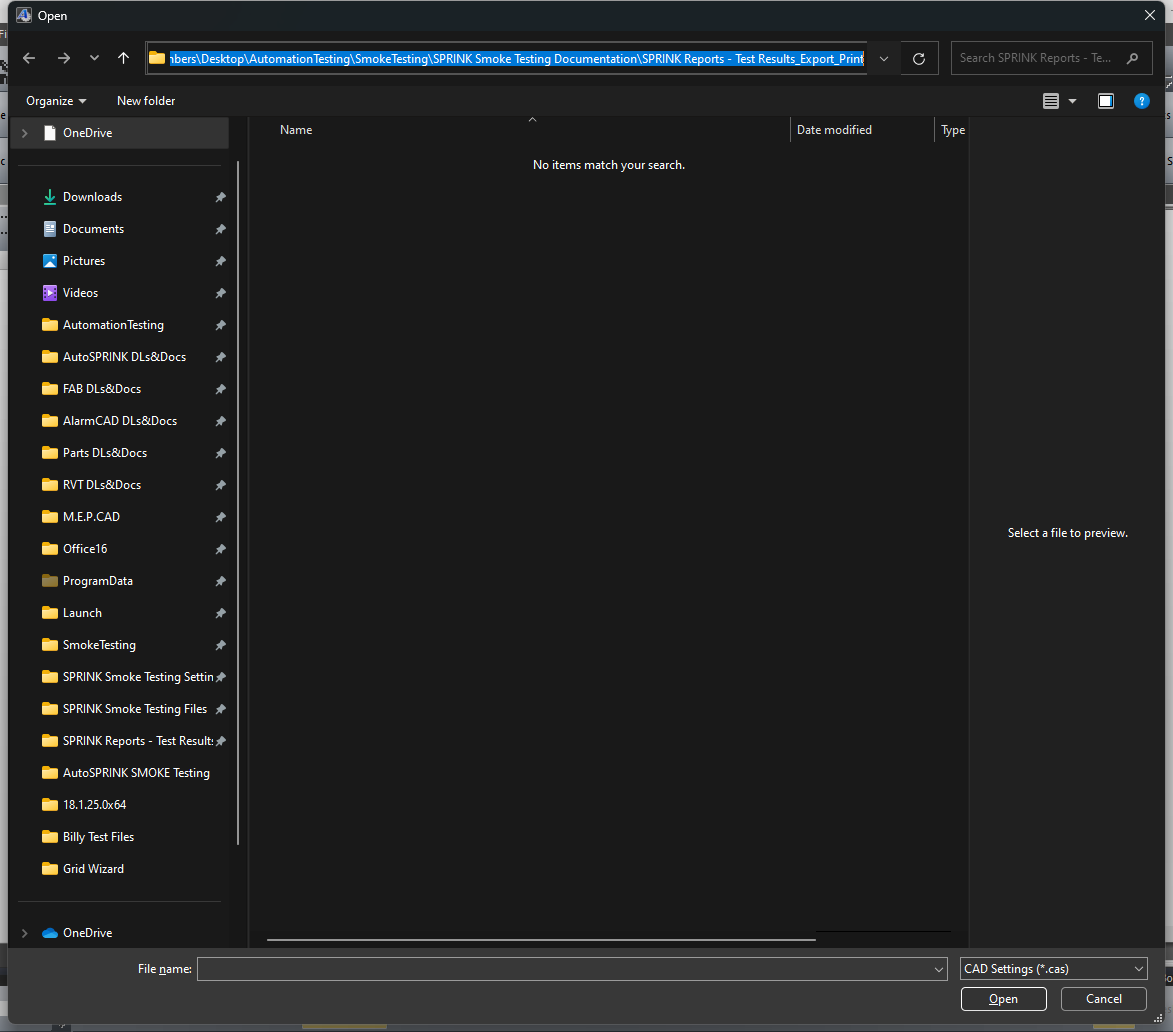 Open
nbers\Desktop\AutomationTesting\SmokeTesting\SPRINK Smoke Testing Documentation\SPRINK Reports - Test Results_Export_Print
Search SPRINK Reports - Te...
Organize
New folder
?
OneDrive
Name
Date modified
Type
No items match your search.
Downloads
Documents
Pictures
Videos
AutomationTesting
AutoSPRINK DLs&Docs
FAB DLs&Docs
AlarmCAD DLs&Docs
Parts DLs&Docs
RVT DLs&Docs
M.E.P.CAD
Office16
ProgramData
Launch
SmokeTesting
SPRINK Smoke Testing Settin
SPRINK Smoke Testing Files
SPRINK Reports - Test Results
AutoSPRINK SMOKE Testing
18.1.25.0x64
Billy Test Files
Grid Wizard
OneDrive
Select a file to preview.
File name:
CAD Settings (*.cas)
Open
Cancel